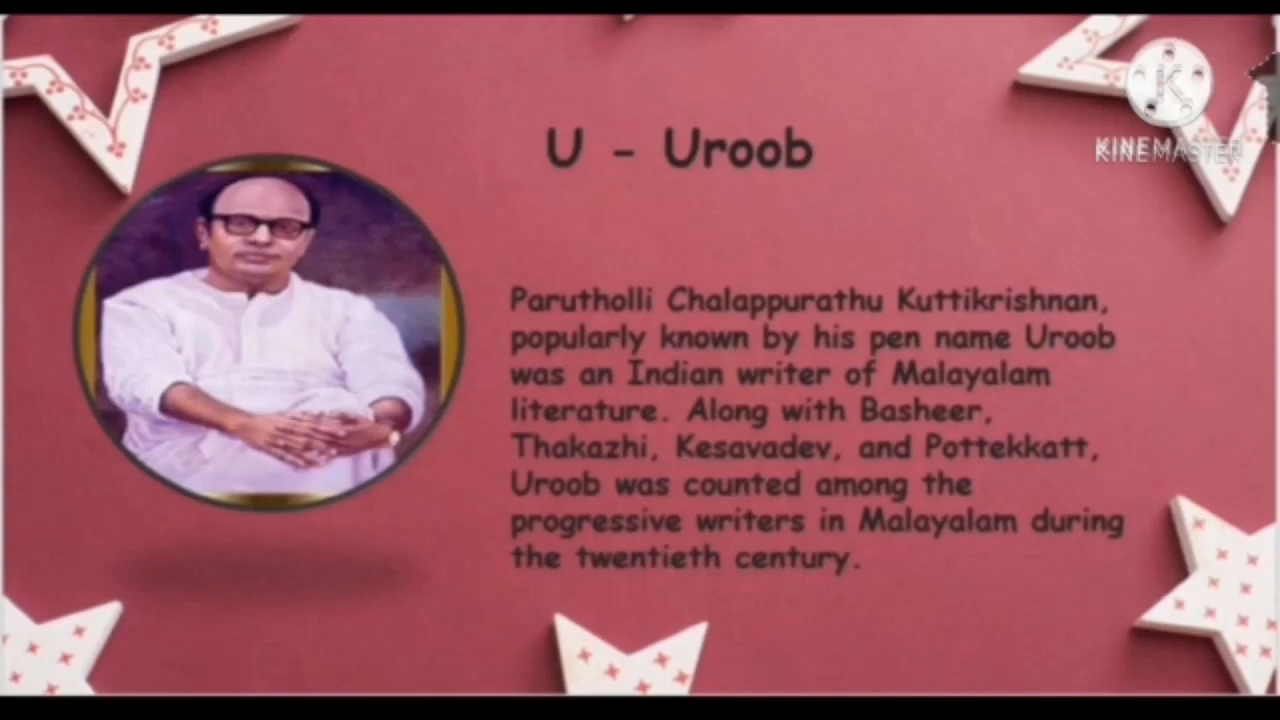 U - Uroob
Parutholli Chalappurathu Kuttikrishnan,
popularly known by his pen name Uroob
was an Indian writer of Malayalam
literature. Along with Basheer,
Thakazhi, Kesavadev, and Pottekkatt,
Uroob was counted among the
progressive writers in Malayalam during
the twentieth century.
K
KINEMASTER